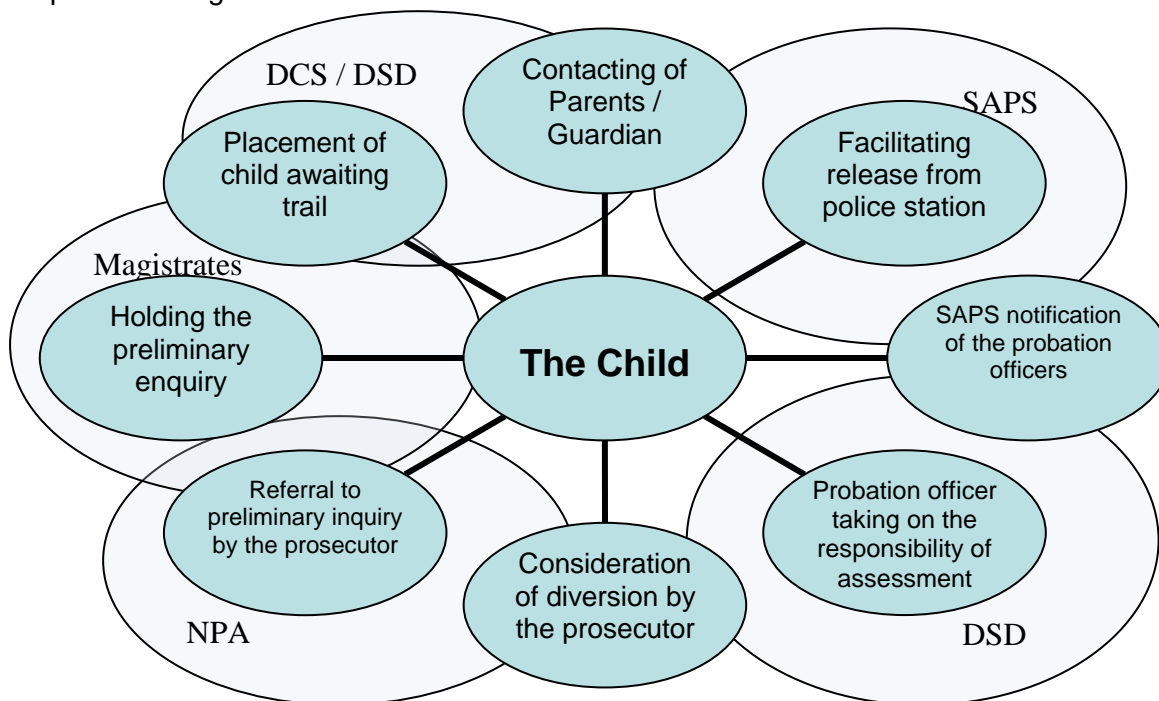 DCS / DSD
Contacting of
Parents /
Guardian
SAPS
Placement of
child awaiting
trail
Facilitating
release from
police station
Magistrates
Holding the
preliminary
enquiry
The Child
SAPS notification
of the probation
officers
Referral to
preliminary inquiry
by the prosecutor
Probation officer
taking on the
responsibility of
assessment
Consideration
of diversion by
the prosecutor
NPA
DSD